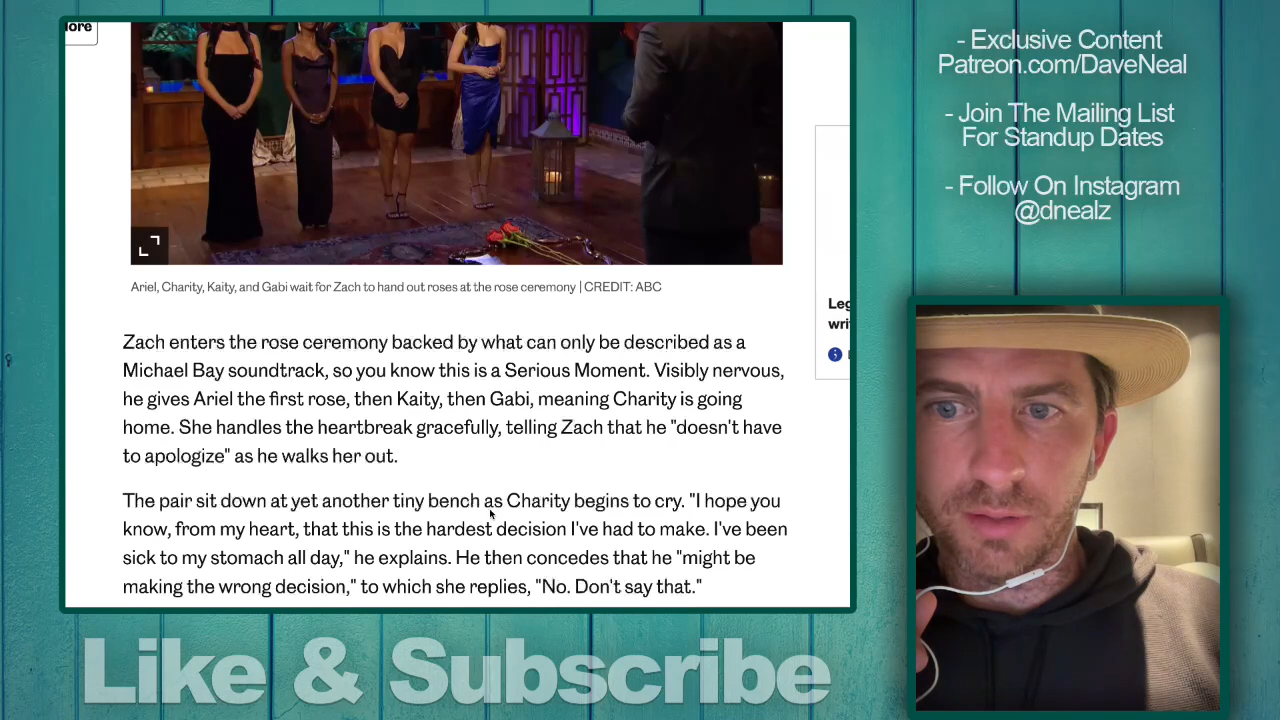 ore
Ariel, Charity, Kaity, and Gabi wait for Zach to hand out roses at the rose ceremony | CREDIT: ABC
Zach enters the rose ceremony backed by what can only be described as a
Michael Bay soundtrack, so you know this is a Serious Moment. Visibly nervous,
he gives Ariel the first rose, then Kaity, then Gabi, meaning Charity is going
home. She handles the heartbreak gracefully, telling Zach that he "doesn't have
to apologize" as he walks her out.
The pair sit down at yet another tiny bench as Charity begins to cry. "I hope you
know, from my heart, that this is the hardest decision I've had to make. I've been
sick to my stomach all day," he explains. He then concedes that he "might be
making the wrong decision," to which she replies, "No. Don't say that."
Leg
wri
- Exclusive Content
Patreon.com/DaveNeal
- Join The Mailing List
For Standup Dates
- Follow On Instagram
@dnealz
Like & Subscribe